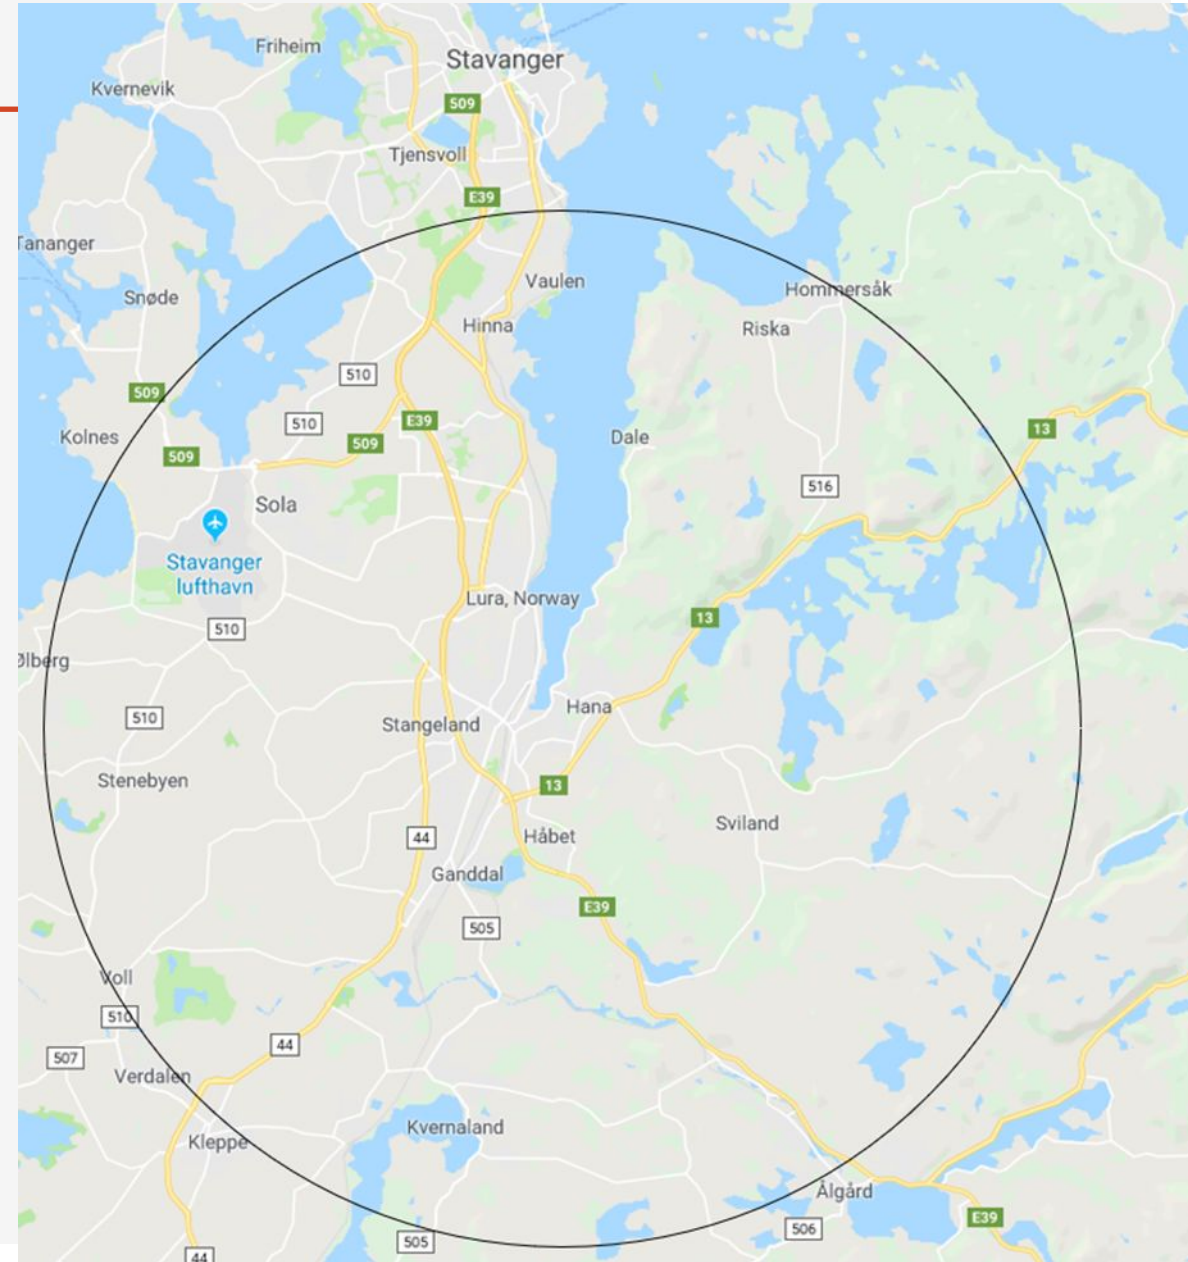 Friheim
Stavanger
Kvernevik
509
Tjensvoll
E39
Tananger
Vaulen
Snøde
Hommersåk
Hinna
Riska
510
509
E39
510
13
Kolnes
509
509
Dale
516
Sola
Stavanger
lufthavn
Lura, Norway
13
510
Ølberg
Hana
510
Stangeland
Stenebyen
13
44
Håbet
Sviland
Ganddal
E39
505
Voll
510
44
507
Verdalen
Kvernaland
Kleppe
Ålgård
E39
506
505
44